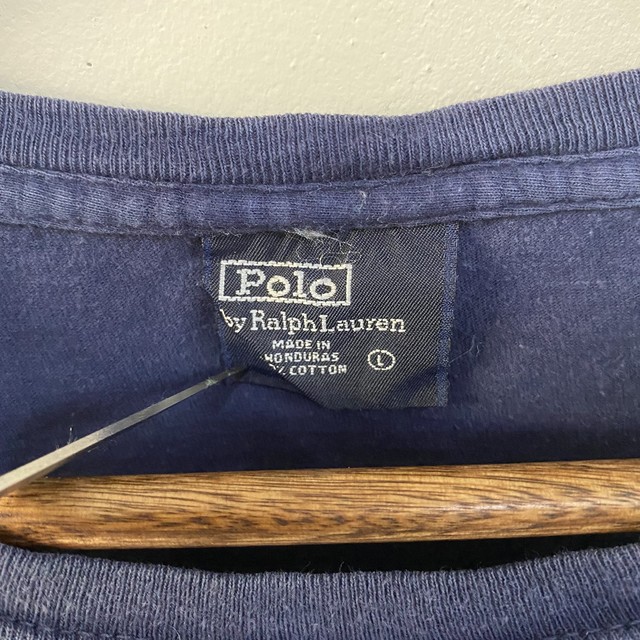 Polo
by Ralph Lauren
MADE IN
HONDURAS
% COTTON
L